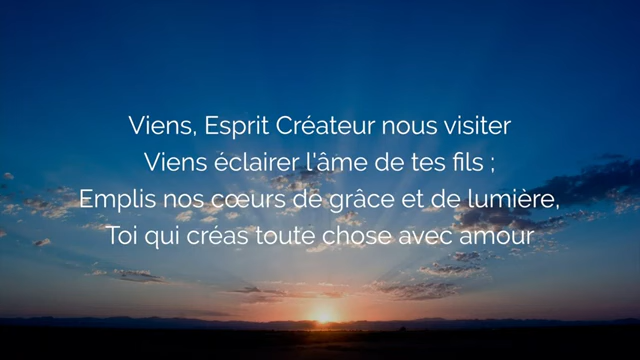 Viens, Esprit Créateur nous visiter
Viens éclairer l'âme de tes fils ;
Emplis nos cœurs de grâce et de lumière,
Toi qui créas toute chose avec amour